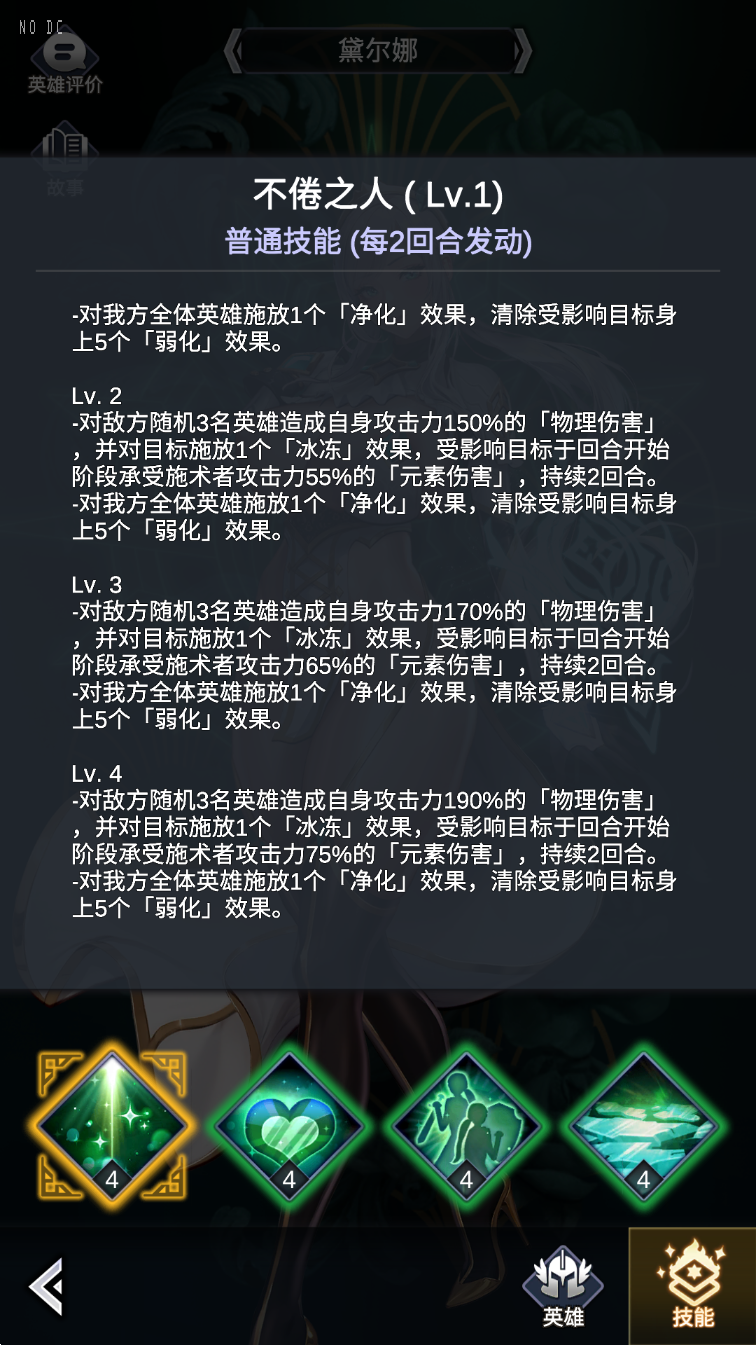 NO DC
黛尔娜
英雄评价
故事
不倦之人 ( Lv.1)
普通技能 (每2回合发动)
-对我方全体英雄施放1个「净化」效果，清除受影响目标身
上5个「弱化」效果。
Lv. 2
-对敌方随机3名英雄造成自身攻击力150%的「物理伤害」
，并对目标施放1个「冰冻」效果，受影响目标于回合开始
阶段承受施术者攻击力55%的「元素伤害」，持续2回合。
-对我方全体英雄施放1个「净化」效果，清除受影响目标身
上5个「弱化」效果。
Lv. 3
-对敌方随机3名英雄造成自身攻击力170%的「物理伤害」
，并对目标施放1个「冰冻」效果，受影响目标于回合开始
阶段承受施术者攻击力65%的「元素伤害」，持续2回合。
-对我方全体英雄施放1个「净化」效果，清除受影响目标身
上5个「弱化」效果。
Lv. 4
-对敌方随机3名英雄造成自身攻击力190%的「物理伤害」
，并对目标施放1个「冰冻」效果，受影响目标于回合开始
阶段承受施术者攻击力75%的「元素伤害」，持续2回合。
-对我方全体英雄施放1个「净化」效果，清除受影响目标身
上5个「弱化」效果。
4
4
4
4
英雄
技能